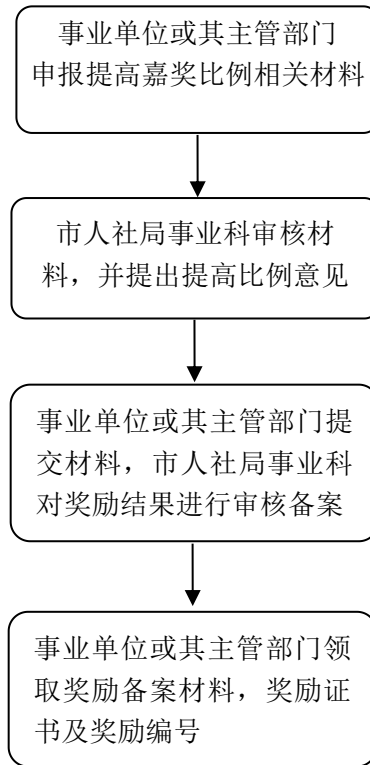 事业单位或其主管部门
申报提高嘉奖比例相关材料
市人社局事业科审核材
料，并提出提高比例意见
事业单位或其主管部门提
交材料，市人社局事业科
对奖励结果进行审核备案
事业单位或其主管部门领
取奖励备案材料，奖励证
书及奖励编号